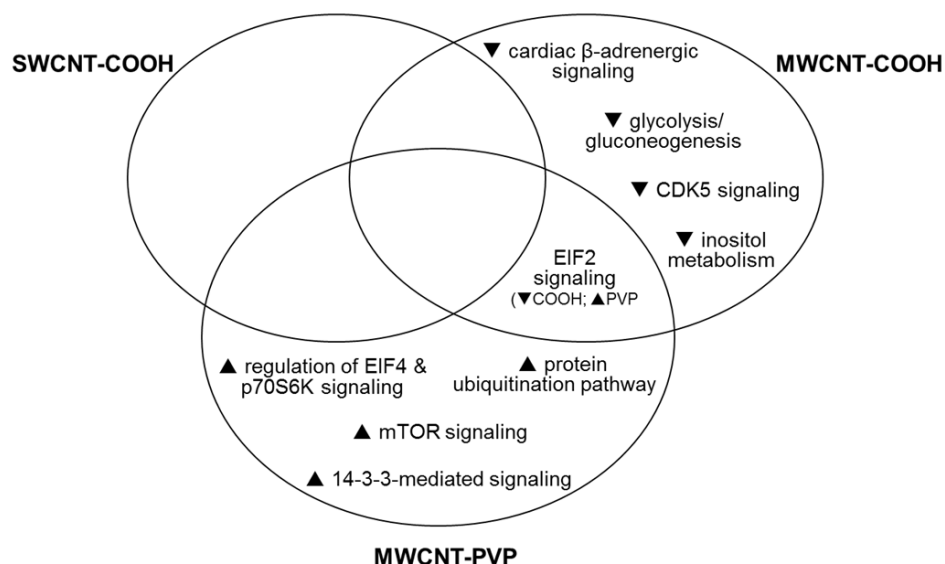 SWCNT-COOH
MWCNT-COOH
▼ cardiac β-adrenergic
signaling
▼ glycolysis/
gluconeogenesis
▼ CDK5 signaling
▼ inositol
metabolism
EIF2
signaling
(▼COOH; ▲PVP
▲ regulation of EIF4 &
p70S6K signaling
▲ protein
ubiquitination pathway
▲ mTOR signaling
▲ 14-3-3-mediated signaling
MWCNT-PVP